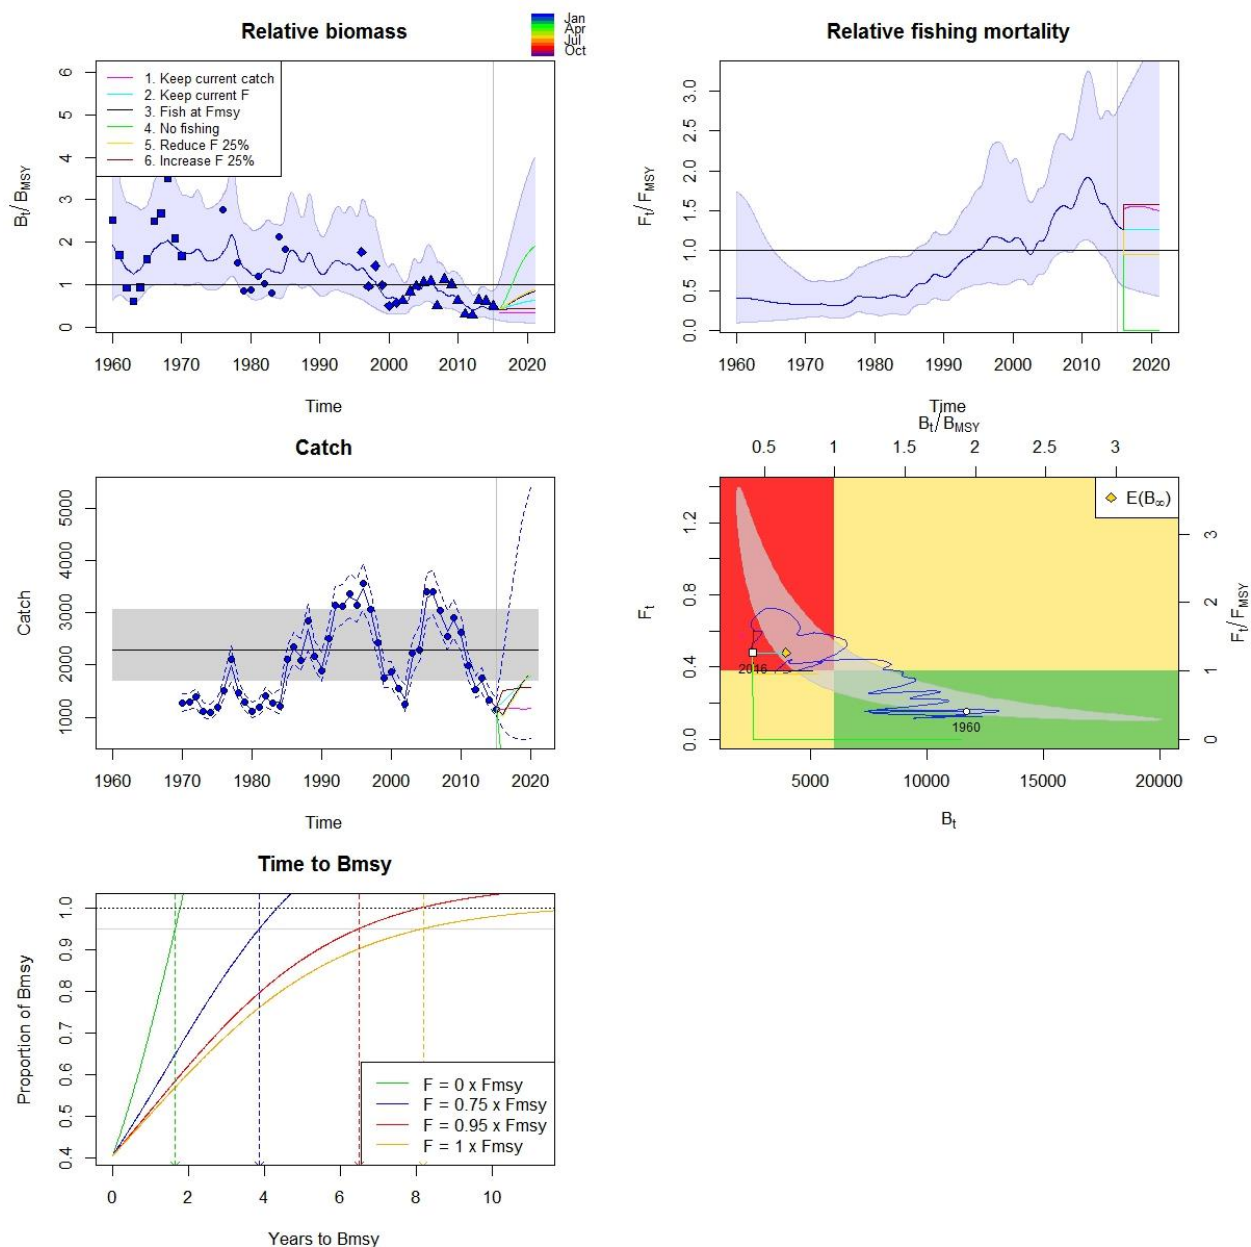 Relative biomass
Jan
Apr
Jul
Oct
1. Keep current catch
2. Keep current F
3. Fish at Fmsy
4. No fishing
5. Reduce F 25%
6. Increase F 25%
Bt/ BMSY
0 1 2 3 4 5 6
1960 1970 1980 1990 2000 2010 2020
Time
Relative fishing mortality
Ft/ FMSY
0.0 0.5 1.0 1.5 2.0 2.5 3.0
1960 1970 1980 1990 2000 2010 2020
Time
Catch
Catch
1000 2000 3000 4000 5000
1960 1970 1980 1990 2000 2010 2020
Time
Bt/ BMSY
0.5 1 1.5 2 2.5 3
E(B∞)
Ft
0.0 0.4 0.8 1.2
Ft/ FMSY
0 1 2 3
2016
1960
5000 10000 15000 20000
Bt
Time to Bmsy
Proportion of Bmsy
0.4 0.5 0.6 0.7 0.8 0.9 1.0
F = 0 x Fmsy
F = 0.75 x Fmsy
F = 0.95 x Fmsy
F = 1 x Fmsy
0 2 4 6 8 10
Years to Bmsy